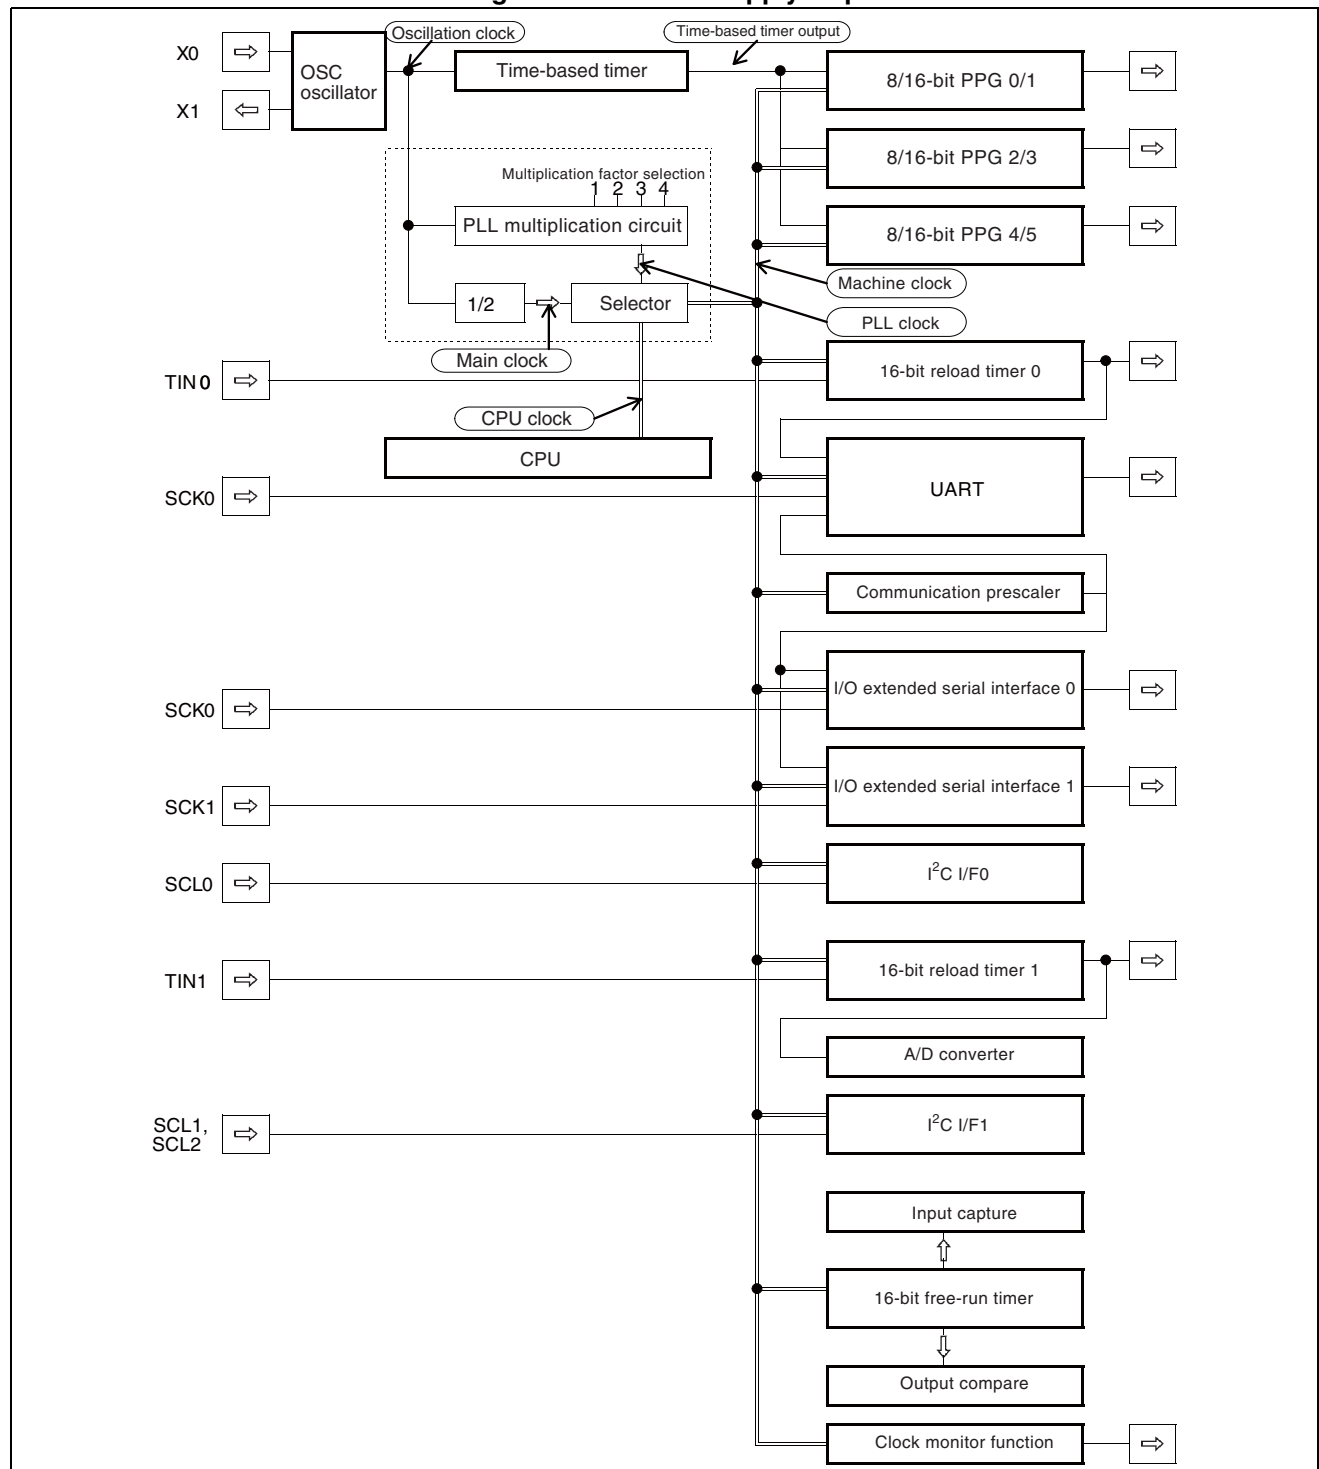 X0
X1
OSC
oscillator
Oscillation clock
Time-based timer
Time-based timer output
8/16-bit PPG 0/1
8/16-bit PPG 2/3
8/16-bit PPG 4/5
Multiplication factor selection
1 2 3 4
PLL multiplication circuit
1/2
Selector
Machine clock
PLL clock
Main clock
TIN0
16-bit reload timer 0
CPU clock
CPU
SCK0
UART
Communication prescaler
SCK0
I/O extended serial interface 0
SCK1
I/O extended serial interface 1
SCL0
I²C I/F0
TIN1
16-bit reload timer 1
A/D converter
SCL1,
SCL2
I²C I/F1
Input capture
16-bit free-run timer
Output compare
Clock monitor function